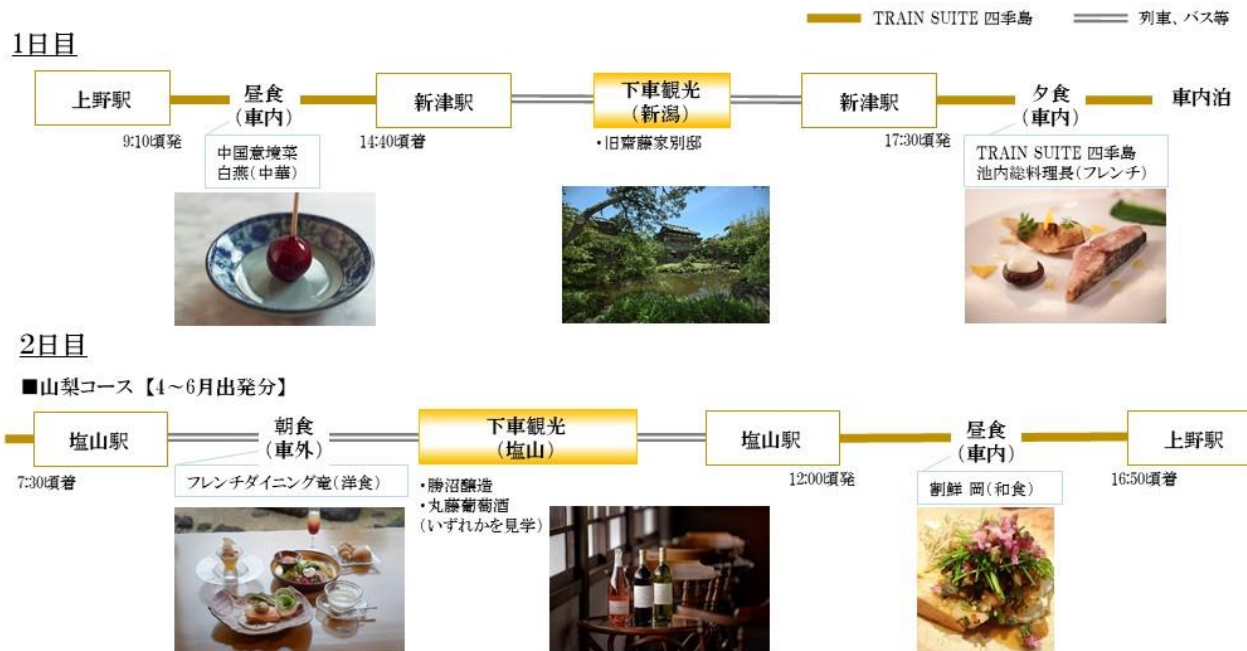 TRAIN SUITE 四季島
列車、バス等
1日目
上野駅
9:10頃発
昼食
(車内)
中国意境菜
白燕(中華)
新津駅
14:40頃着
下車観光
(新潟)
・旧齋藤家別邸
新津駅
17:30頃発
夕食
(車内)
TRAIN SUITE 四季島
池内総料理長(フレンチ)
車内泊
2日目
■山梨コース【4～6月出発分】
塩山駅
7:30頃着
朝食
(車外)
フレンチダイニング竜(洋食)
下車観光
(塩山)
・勝沼醸造
・丸藤葡萄酒
(いずれかを見学)
塩山駅
12:00頃発
昼食
(車内)
割鮮 岡(和食)
上野駅
16:50頃着